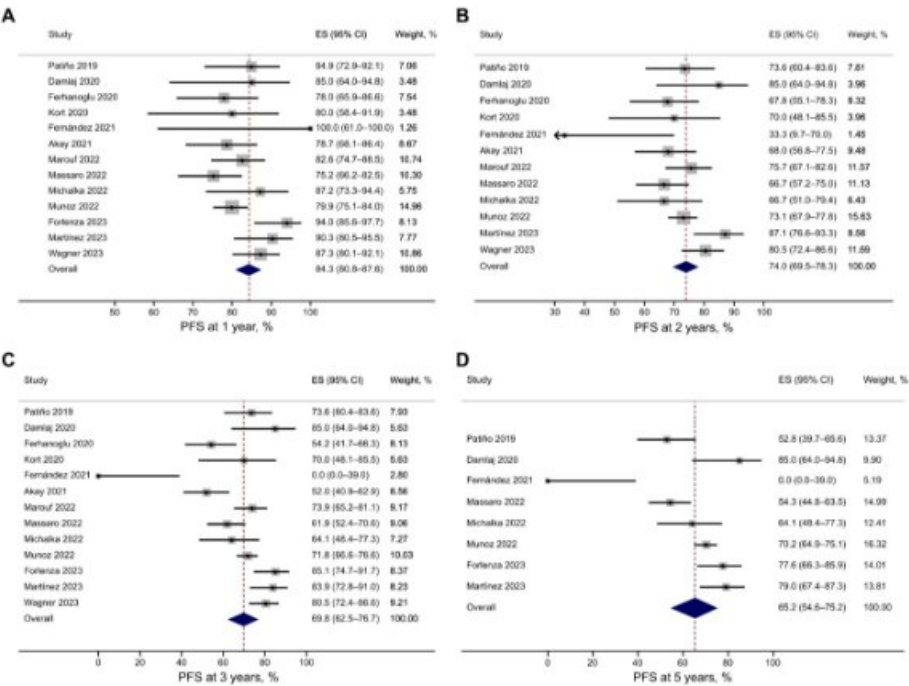 A
Study ES (95% CI) Weight, %
Patiño 2019 84.9 (72.9–92.1) 7.06
Damlaj 2020 85.0 (64.0–94.8) 3.48
Ferhanoglu 2020 78.0 (65.9–86.6) 7.54
Kort 2020 80.0 (58.4–91.9) 3.48
Fernández 2021 100.0 (61.0–100.0) 1.26
Akay 2021 78.7 (68.1–86.4) 8.67
Marouf 2022 82.8 (74.7–88.5) 10.74
Massaro 2022 75.2 (66.2–82.5) 10.30
Michalka 2022 87.2 (73.3–94.4) 5.75
Munoz 2022 79.9 (75.1–84.0) 14.96
Fortenza 2023 94.0 (85.6–97.7) 8.13
Martinez 2023 90.3 (80.5–95.5) 7.77
Wagner 2023 87.3 (80.1–92.1) 10.86
Overall 84.3 (80.8–87.6) 100.00
50 60 70 80 90 100
PFS at 1 year, %
B
Study ES (95% CI) Weight, %
Patiño 2019 73.6 (60.4–83.6) 7.81
Damlaj 2020 85.0 (64.0–94.8) 3.96
Ferhanoglu 2020 67.8 (55.1–78.3) 8.32
Kort 2020 70.0 (48.1–85.5) 3.96
Fernández 2021 33.3 (9.7–70.0) 1.45
Akay 2021 68.0 (56.8–77.5) 9.48
Marouf 2022 75.7 (67.1–82.6) 11.57
Massaro 2022 66.7 (57.2–75.0) 11.13
Michalka 2022 66.7 (51.0–79.4) 6.43
Munoz 2022 73.1 (67.9–77.8) 15.63
Martinez 2023 87.1 (76.6–93.3) 8.56
Wagner 2023 80.5 (72.4–86.6) 11.69
Overall 74.0 (69.5–78.3) 100.00
30 40 50 60 70 80 90 100
PFS at 2 years, %
C
Study ES (95% CI) Weight, %
Patiño 2019 73.6 (60.4–83.6) 7.93
Damlaj 2020 85.0 (64.0–94.8) 5.63
Ferhanoglu 2020 54.2 (41.7–66.3) 8.13
Kort 2020 70.0 (48.1–85.5) 5.63
Fernández 2021 0.0 (0.0–39.0) 2.80
Akay 2021 52.0 (40.9–62.9) 8.56
Marouf 2022 73.9 (65.2–81.1) 9.17
Massaro 2022 61.9 (52.4–70.6) 9.06
Michalka 2022 64.1 (48.4–77.3) 7.27
Munoz 2022 71.8 (66.6–76.6) 10.03
Fortenza 2023 85.1 (74.7–91.7) 8.37
Martinez 2023 83.9 (72.8–91.0) 8.23
Wagner 2023 80.5 (72.4–86.6) 9.21
Overall 69.8 (62.5–76.7) 100.00
0 20 40 60 80 100
PFS at 3 years, %
D
Study ES (95% CI) Weight, %
Patiño 2019 52.8 (39.7–65.6) 13.37
Damlaj 2020 85.0 (64.0–94.8) 9.90
Fernández 2021 0.0 (0.0–39.0) 5.19
Massaro 2022 54.3 (44.8–63.5) 14.99
Michalka 2022 64.1 (48.4–77.3) 12.41
Munoz 2022 70.2 (64.9–75.1) 16.32
Fortenza 2023 77.6 (66.3–85.9) 14.01
Martinez 2023 79.0 (67.4–87.3) 13.81
Overall 65.2 (54.6–75.2) 100.00
0 20 40 60 80 100
PFS at 5 years, %